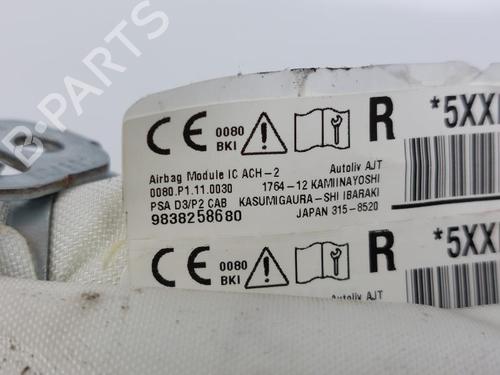 CE 0080 BKI R *5XX
Airbag Module IC ACH-2 Autoliv AJT
0080.P1.11.0030 1764-12 KAMIINAYOSHI
PSA D3/P2 CAB KASUMIGAURA-SHI IBARAKI
9838258680 JAPAN 315-8520
CE 0080 BKI R *5XX
Autoliv AJT